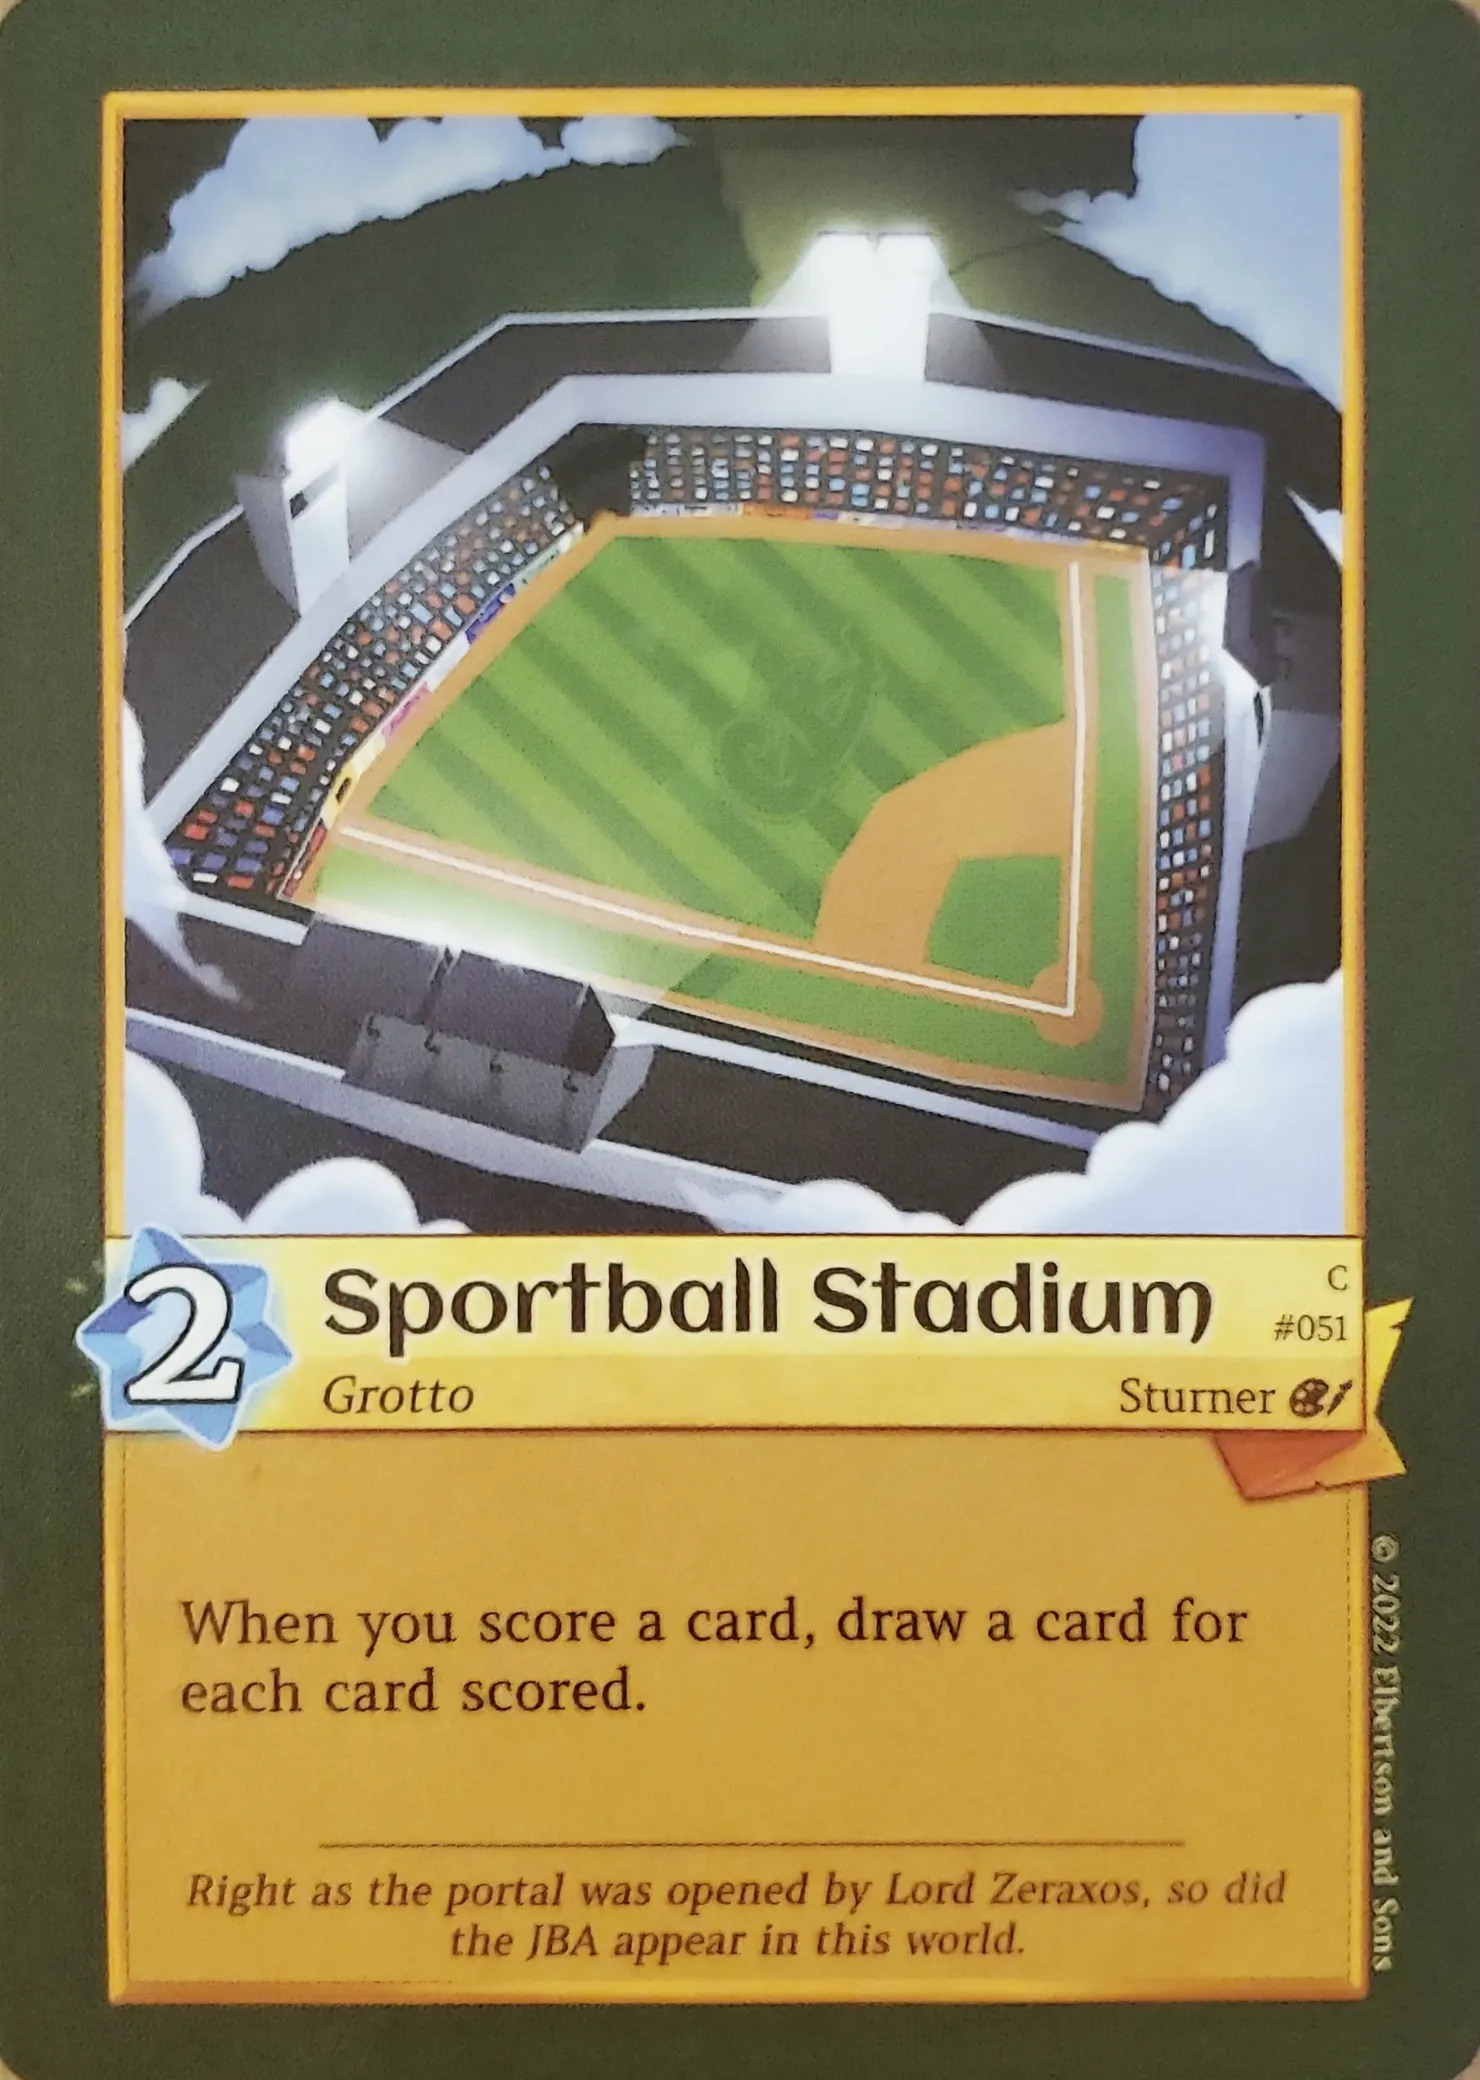 2
Sportball Stadium
C
#051
Grotto
Sturner
When you score a card, draw a card for
each card scored.
Right as the portal was opened by Lord Zeraxos, so did
the JBA appear in this world.
© 2022 Elbertson and Sons